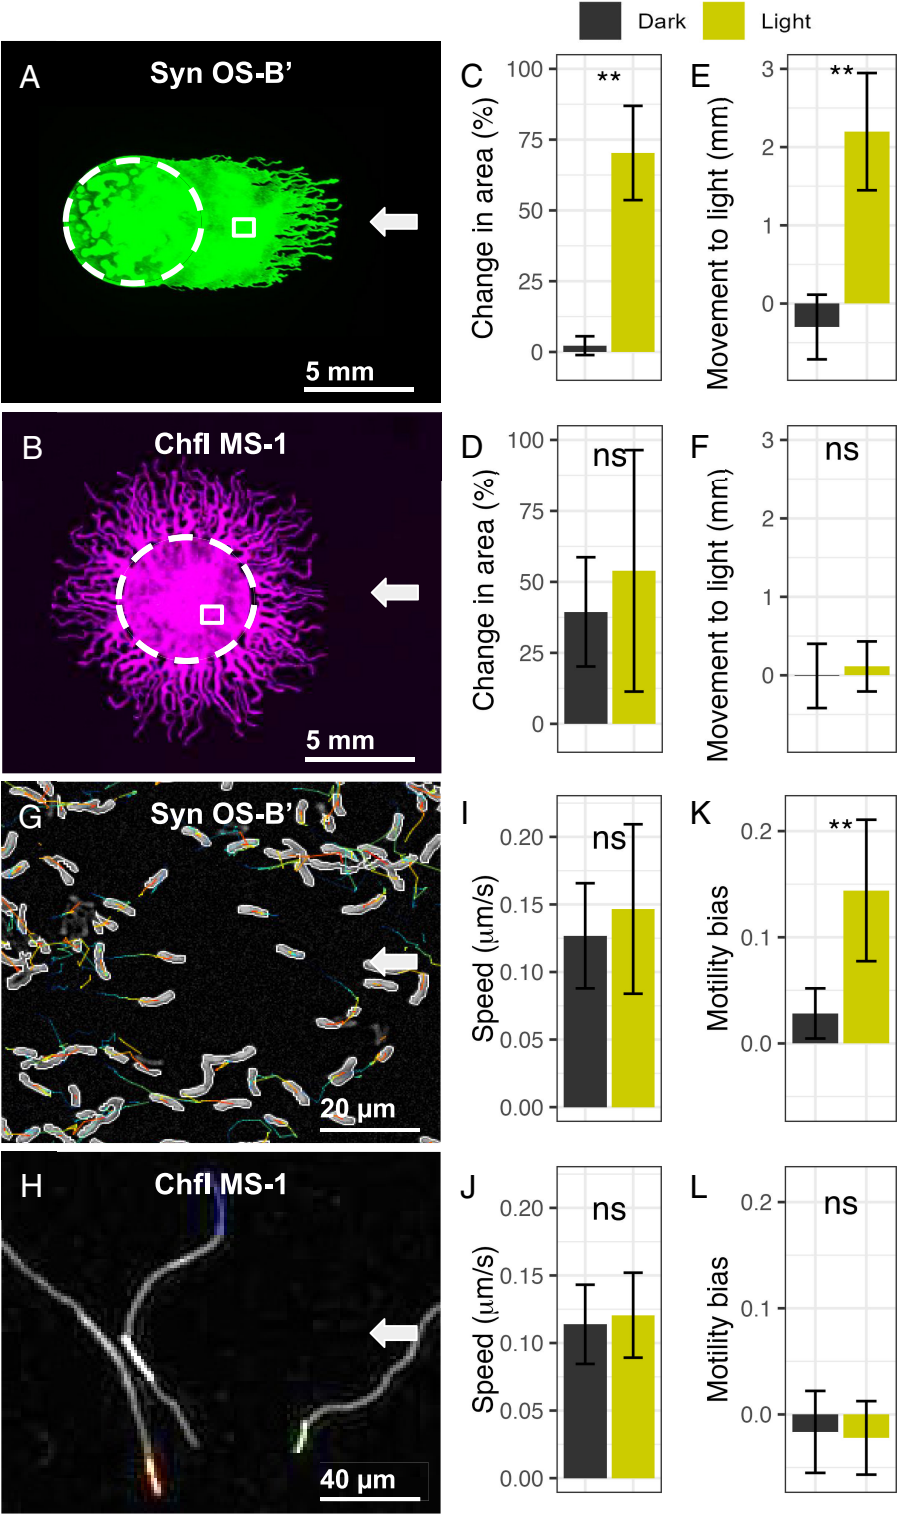 Dark Light
A Syn OS-B’
5 mm
C **
Change in area (%)
100
75
50
25
0
E **
Movement to light (mm)
3
2
1
0
B Chfl MS-1
5 mm
D ns
Change in area (%)
100
75
50
25
0
F ns
Movement to light (mm)
3
2
1
0
G Syn OS-B’
20 µm
I ns
Speed (µm/s)
0.20
0.15
0.10
0.05
0.00
K **
Motility bias
0.2
0.1
0.0
H Chfl MS-1
40 µm
J ns
Speed (µm/s)
0.20
0.15
0.10
0.05
0.00
L ns
Motility bias
0.2
0.1
0.0